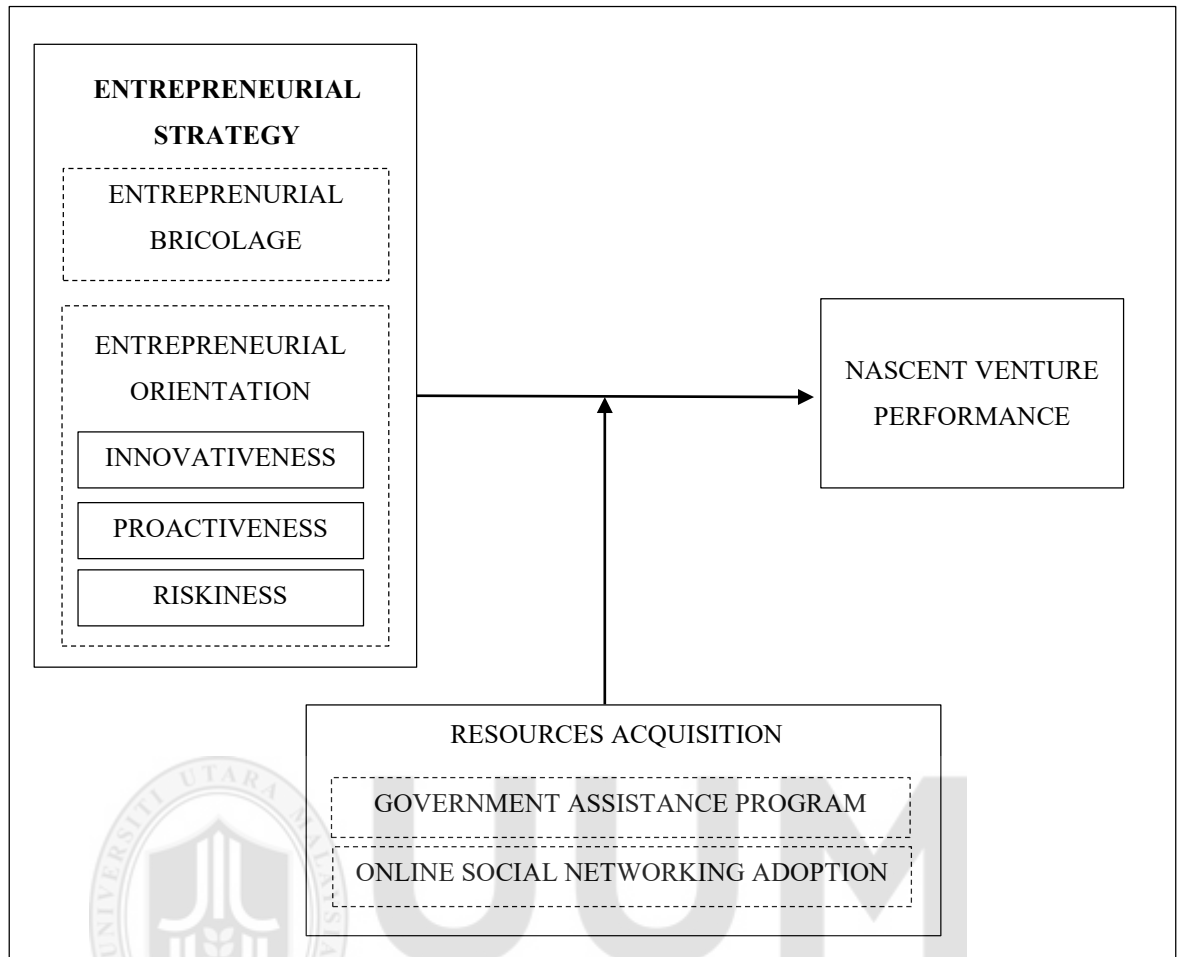 ENTREPRENEURIAL
STRATEGY
ENTREPRENURIAL
BRICOLAGE
ENTREPRENEURIAL
ORIENTATION
INNOVATIVENESS
PROACTIVENESS
RISKINESS
NASCENT VENTURE
PERFORMANCE
RESOURCES ACQUISITION
GOVERNMENT ASSISTANCE PROGRAM
ONLINE SOCIAL NETWORKING ADOPTION
UUM
UTARA